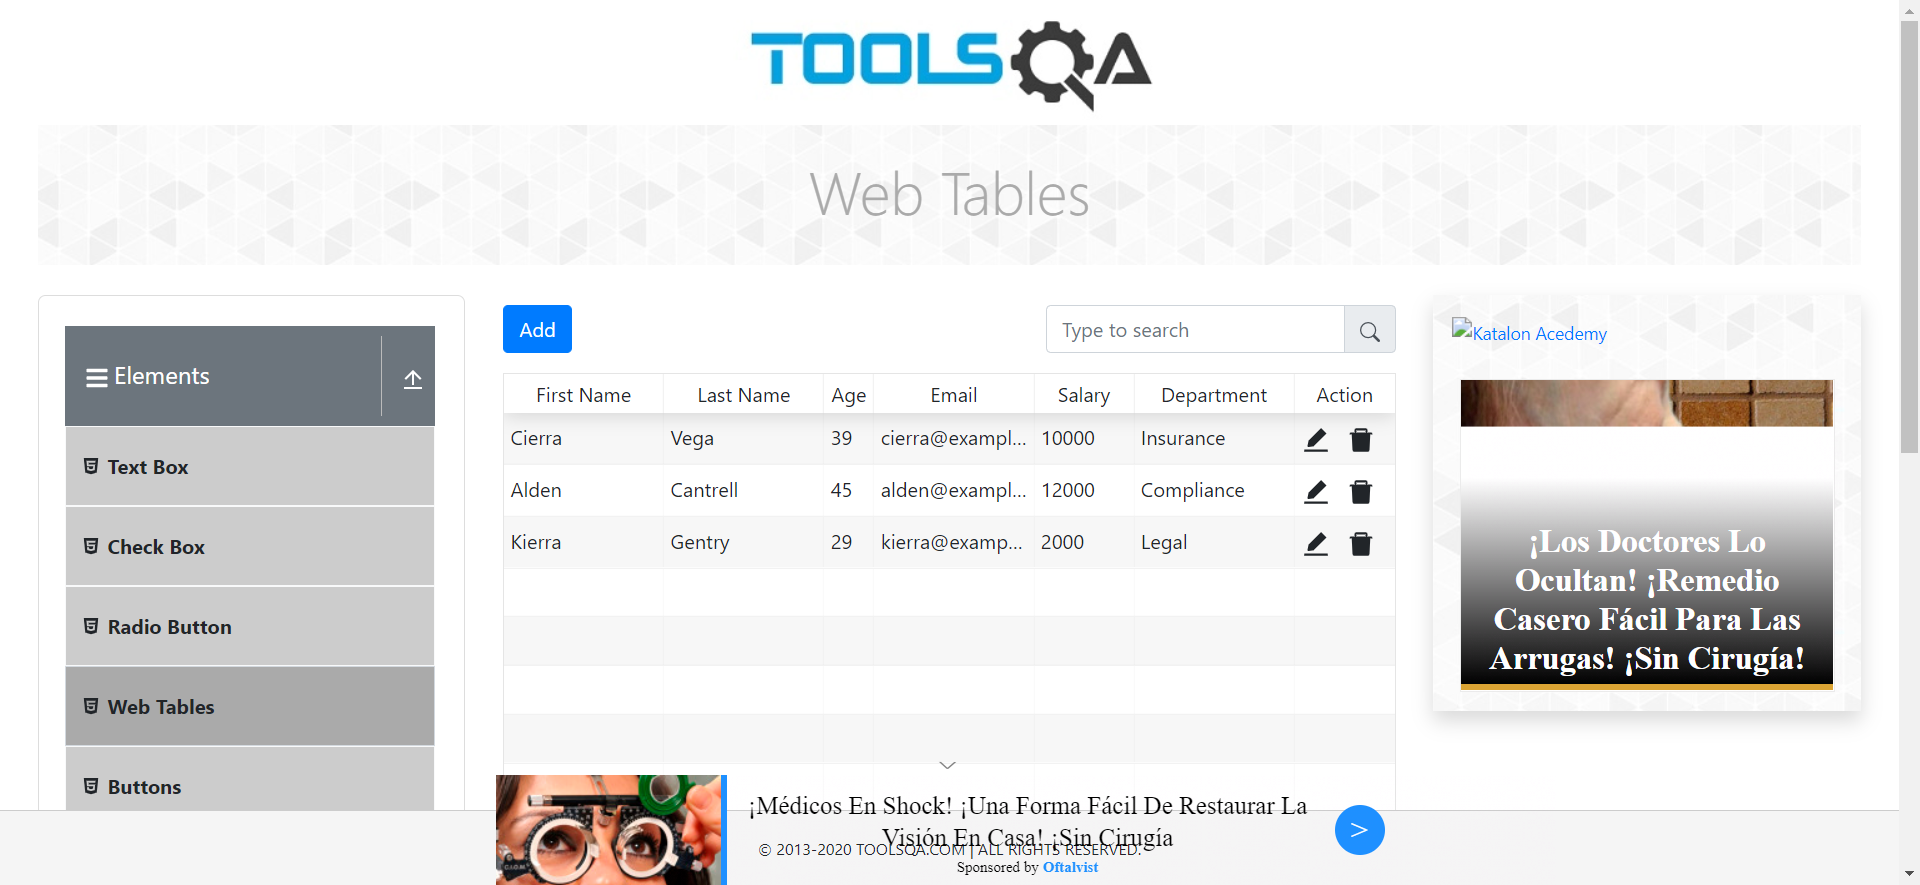 TOOLSQA
Web Tables
Elements
Text Box
Check Box
Radio Button
Web Tables
Buttons
Add
Type to search
First Name Last Name Age Email Salary Department Action
Cierra Vega 39 cierra@exampl... 10000 Insurance
Alden Cantrell 45 alden@exampl... 12000 Compliance
Kierra Gentry 29 kierra@examp... 2000 Legal
Katalon Acedemy
¡Los Doctores Lo
Ocultan! ¡Remedio
Casero Fácil Para Las
Arrugas! ¡Sin Cirugía!
¡Médicos En Shock! ¡Una Forma Fácil De Restaurar La
Visión En Casa! ¡Sin Cirugía
© 2013-2020 TOOLSQA.COM | ALL RIGHTS RESERVED.
Sponsored by Oftalvist